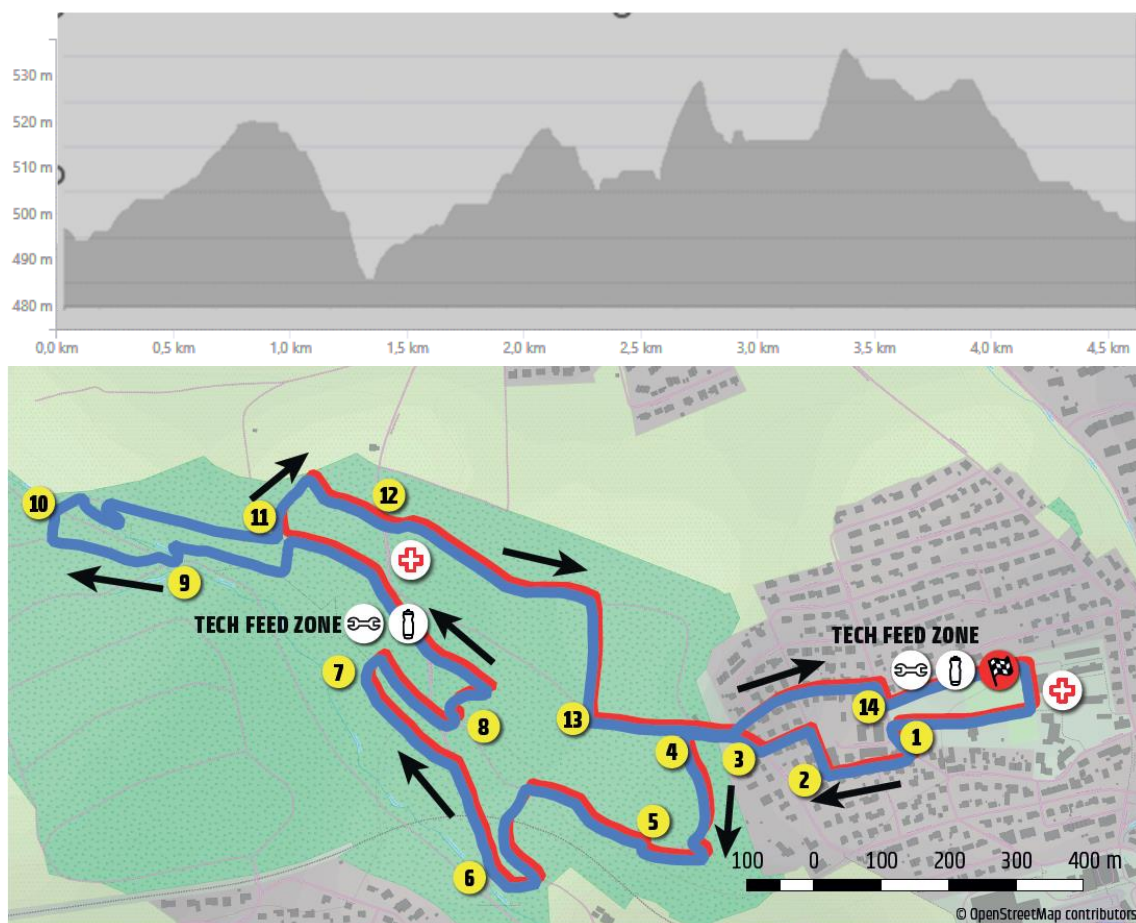 530 m
520 m
510 m
500 m
490 m
480 m
0,0 km 0,5 km 1,0 km 1,5 km 2,0 km 2,5 km 3,0 km 3,5 km 4,0 km 4,5 km
10
11
12
9
TECH FEED ZONE
7
8
13
4
3
TECH FEED ZONE
14
1
2
5
6
100 0 100 200 300 400 m
© OpenStreetMap contributors